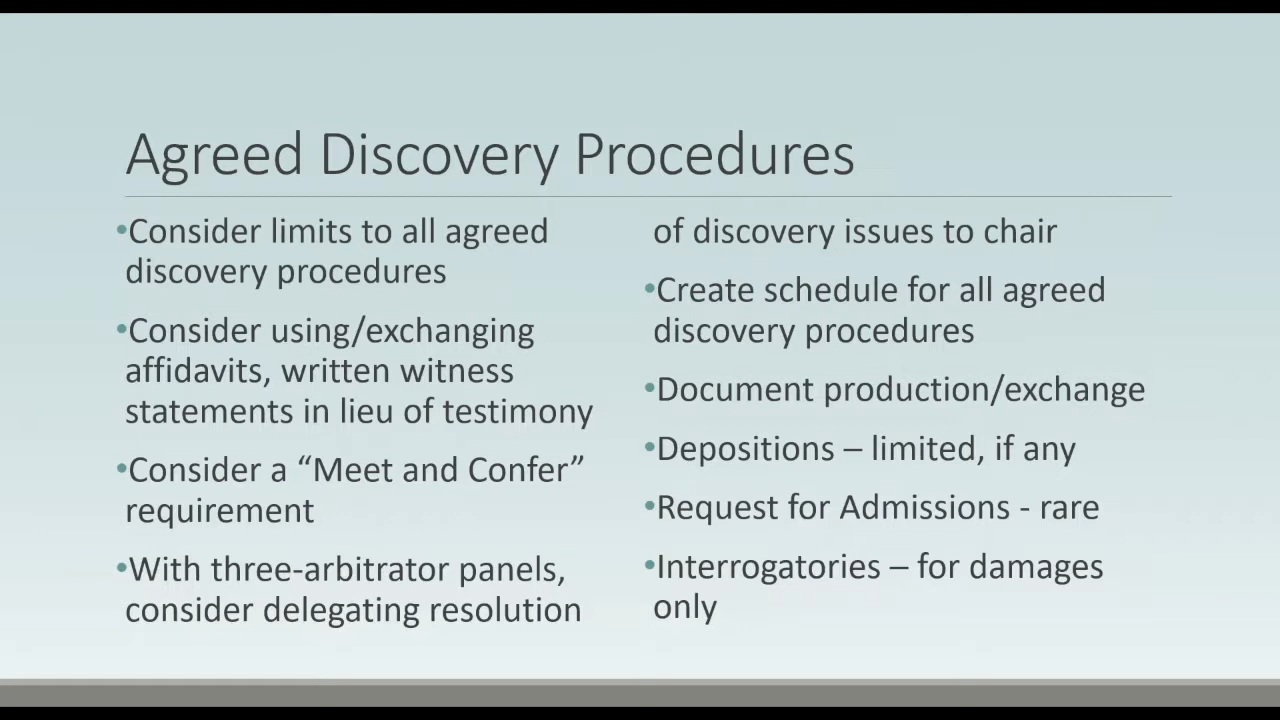 Agreed Discovery Procedures
•Consider limits to all agreed
discovery procedures
•Consider using/exchanging
affidavits, written witness
statements in lieu of testimony
•Consider a “Meet and Confer”
requirement
•With three-arbitrator panels,
consider delegating resolution
of discovery issues to chair
•Create schedule for all agreed
discovery procedures
•Document production/exchange
•Depositions – limited, if any
•Request for Admissions - rare
•Interrogatories – for damages
only